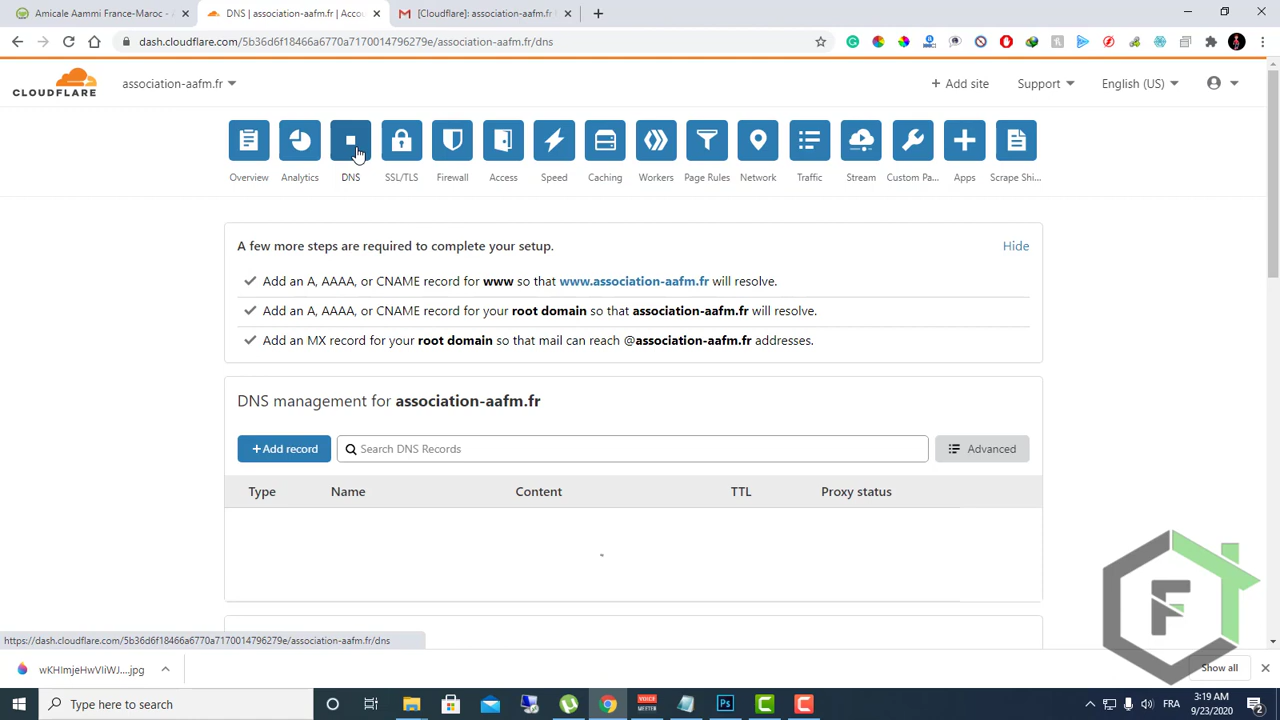 Amicale Aammi France-Maroc - A
DNS | association-aafm.fr | Accou
[Cloudflare]: association-aafm.fr
dash.cloudflare.com/5b36d6f18466a6770a7170014796279e/association-aafm.fr/dns
CLOUDFLARE
association-aafm.fr
+ Add site
Support
English (US)
Overview
Analytics
DNS
SSL/TLS
Firewall
Access
Speed
Caching
Workers
Page Rules
Network
Traffic
Stream
Custom Pa...
Apps
Scrape Shi...
A few more steps are required to complete your setup.
Hide
Add an A, AAAA, or CNAME record for www so that www.association-aafm.fr will resolve.
Add an A, AAAA, or CNAME record for your root domain so that association-aafm.fr will resolve.
Add an MX record for your root domain so that mail can reach @association-aafm.fr addresses.
DNS management for association-aafm.fr
+Add record
Search DNS Records
Advanced
Type Name Content TTL Proxy status
https://dash.cloudflare.com/5b36d6f18466a6770a7170014796279e/association-aafm.fr/dns
wKHImjeHwVIiWJ....jpg
Show all
Type here to search
VOICE
MEETER
Ps
FRA
3:19 AM
9/23/2020
2
F